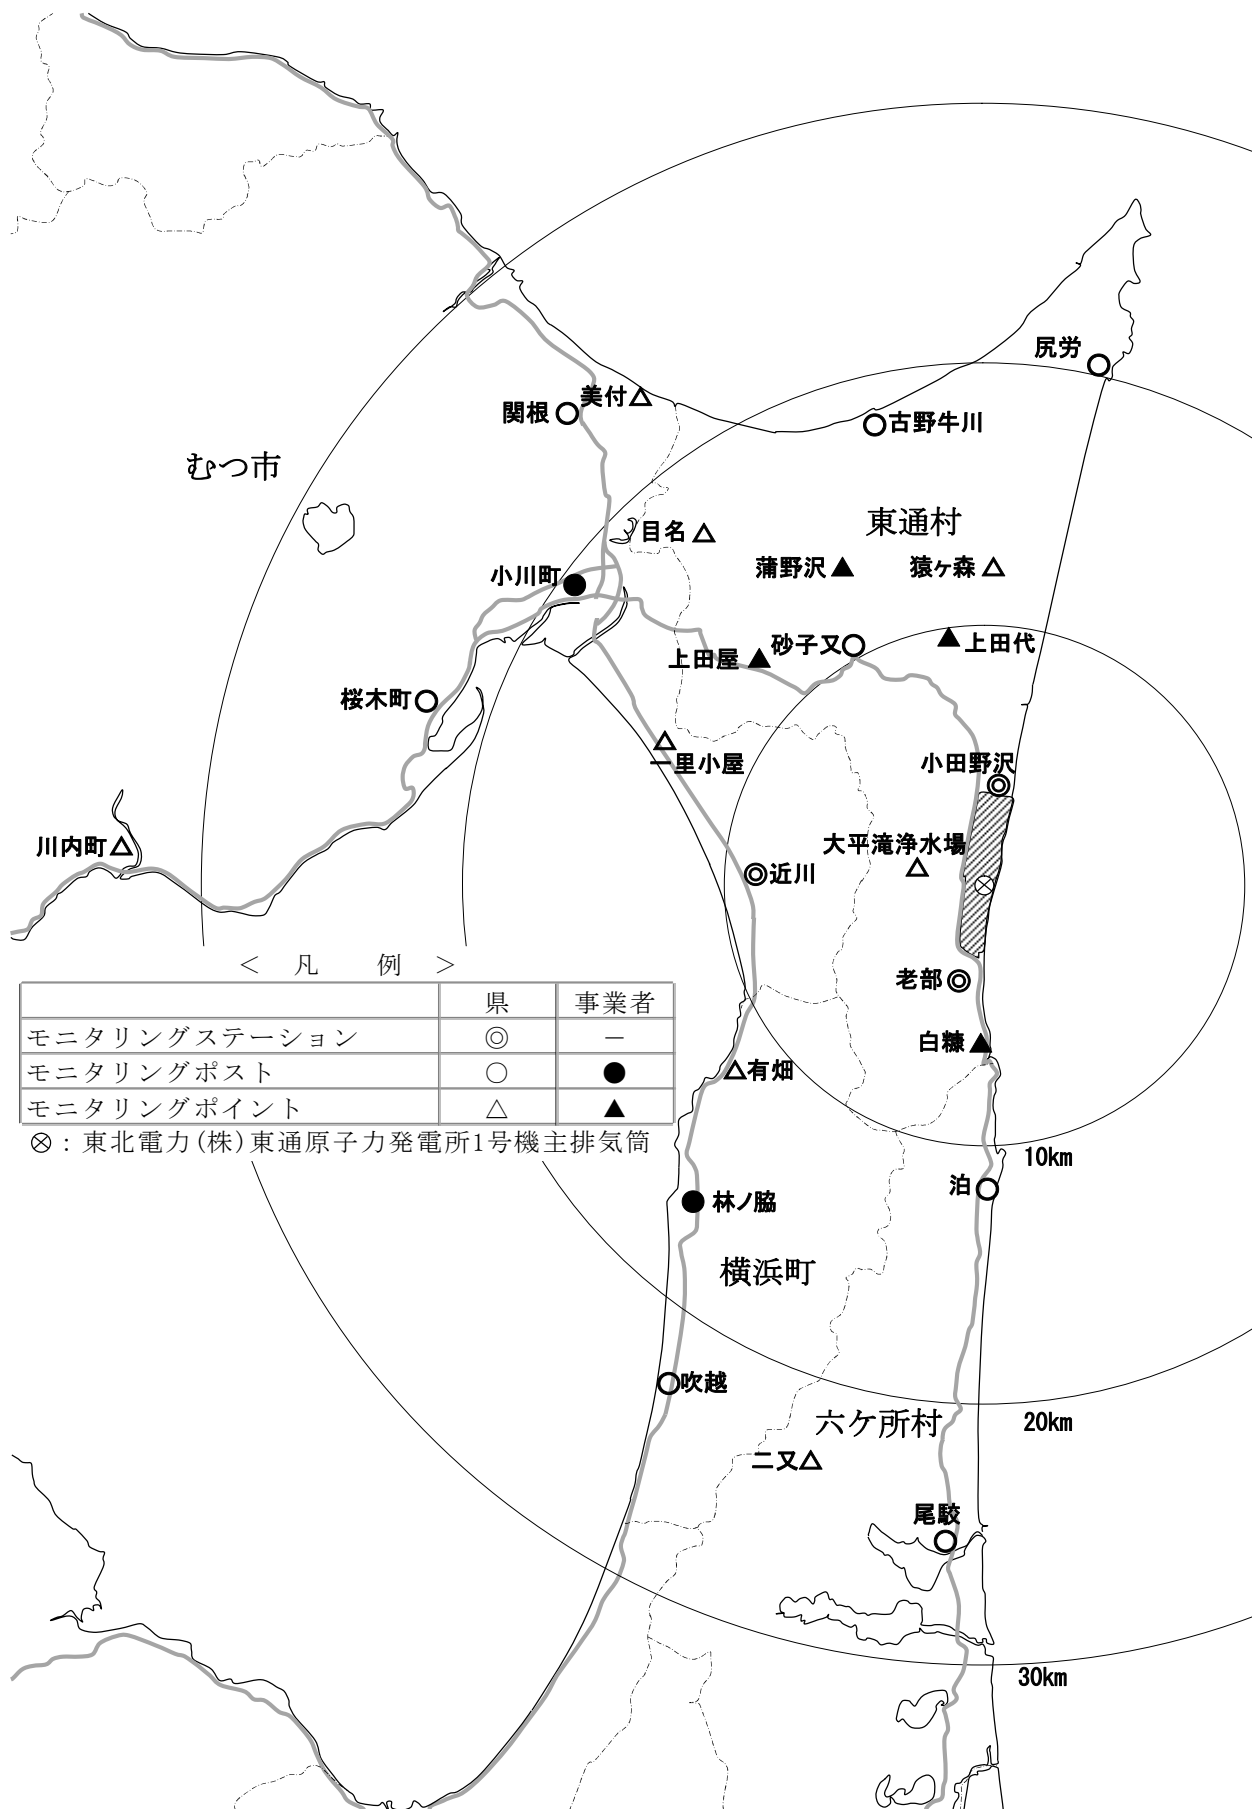 尻労
美付△
関根
古野牛川
むつ市
東通村
目名△
蒲野沢▲
猿ヶ森△
小川町
上田代
砂子又
上田屋▲
桜木町
一里小屋
小田野沢
川内町△
大平滝浄水場
近川
老部
白糠
有畑
＜ 凡 例 ＞
県 事業者
モニタリングステーション ◎ －
モニタリングポスト ○ ●
モニタリングポイント △ ▲
⊗：東北電力(株)東通原子力発電所1号機主排気筒
10km
泊
林ノ脇
横浜町
吹越
20km
六ケ所村
二又△
尾駮
30km